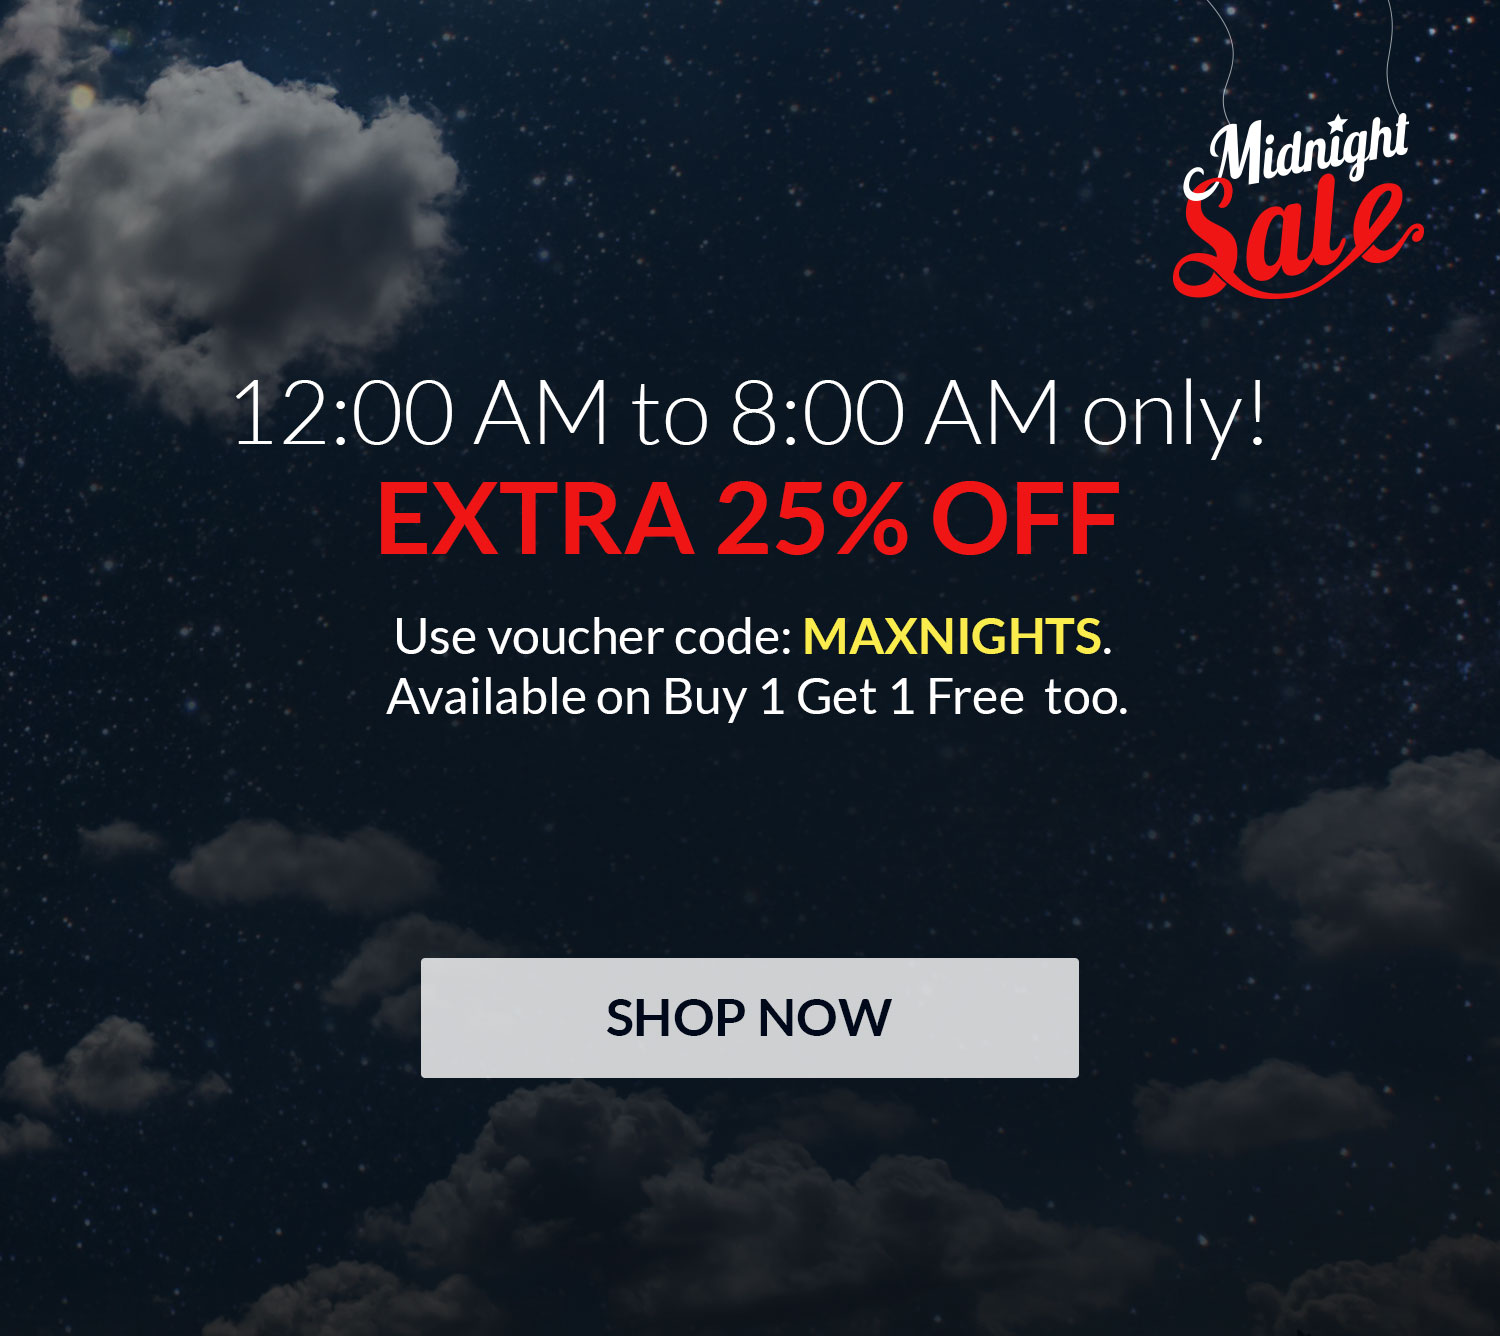 Midnight
Sale
12:00 AM to 8:00 AM only!
EXTRA 25% OFF
Use voucher code: MAXNIGHTS.
Available on Buy 1 Get 1 Free too.
SHOP NOW